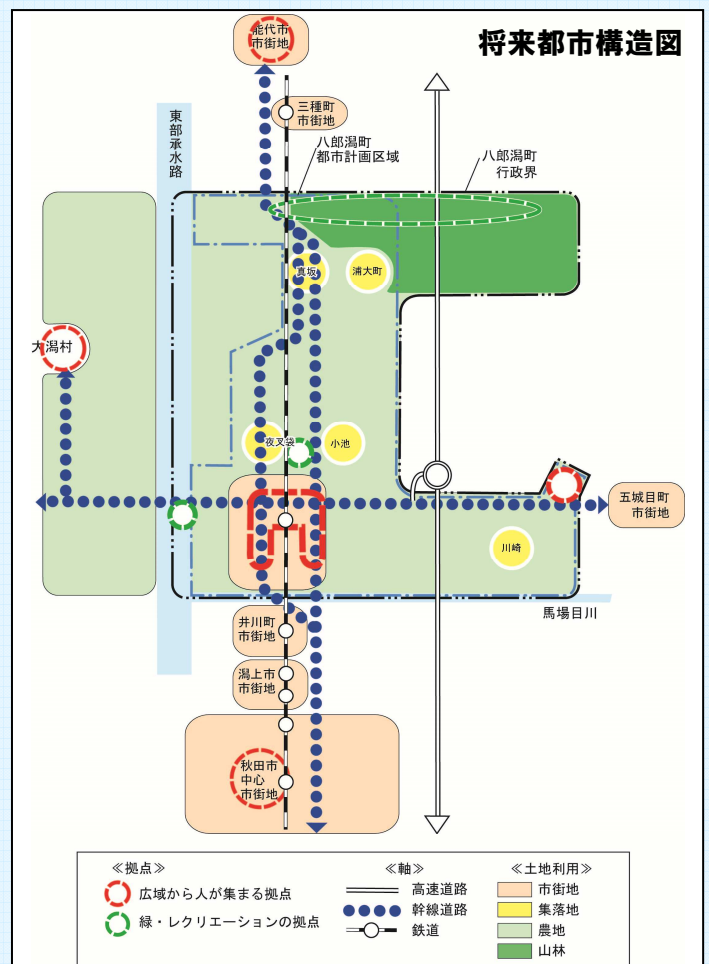 将来都市構造図
能代市
市街地
三種町
市街地
東部承水路
八郎潟町
都市計画区域
八郎潟町
行政界
真坂
浦大町
大潟村
夜叉袋
小池
五城目町
市街地
川崎
馬場目川
井川町
市街地
潟上市
市街地
秋田市
中心
市街地
≪拠点≫
広域から人が集まる拠点
緑・レクリエーションの拠点
≪軸≫
高速道路
幹線道路
鉄道
≪土地利用≫
市街地
集落地
農地
山林